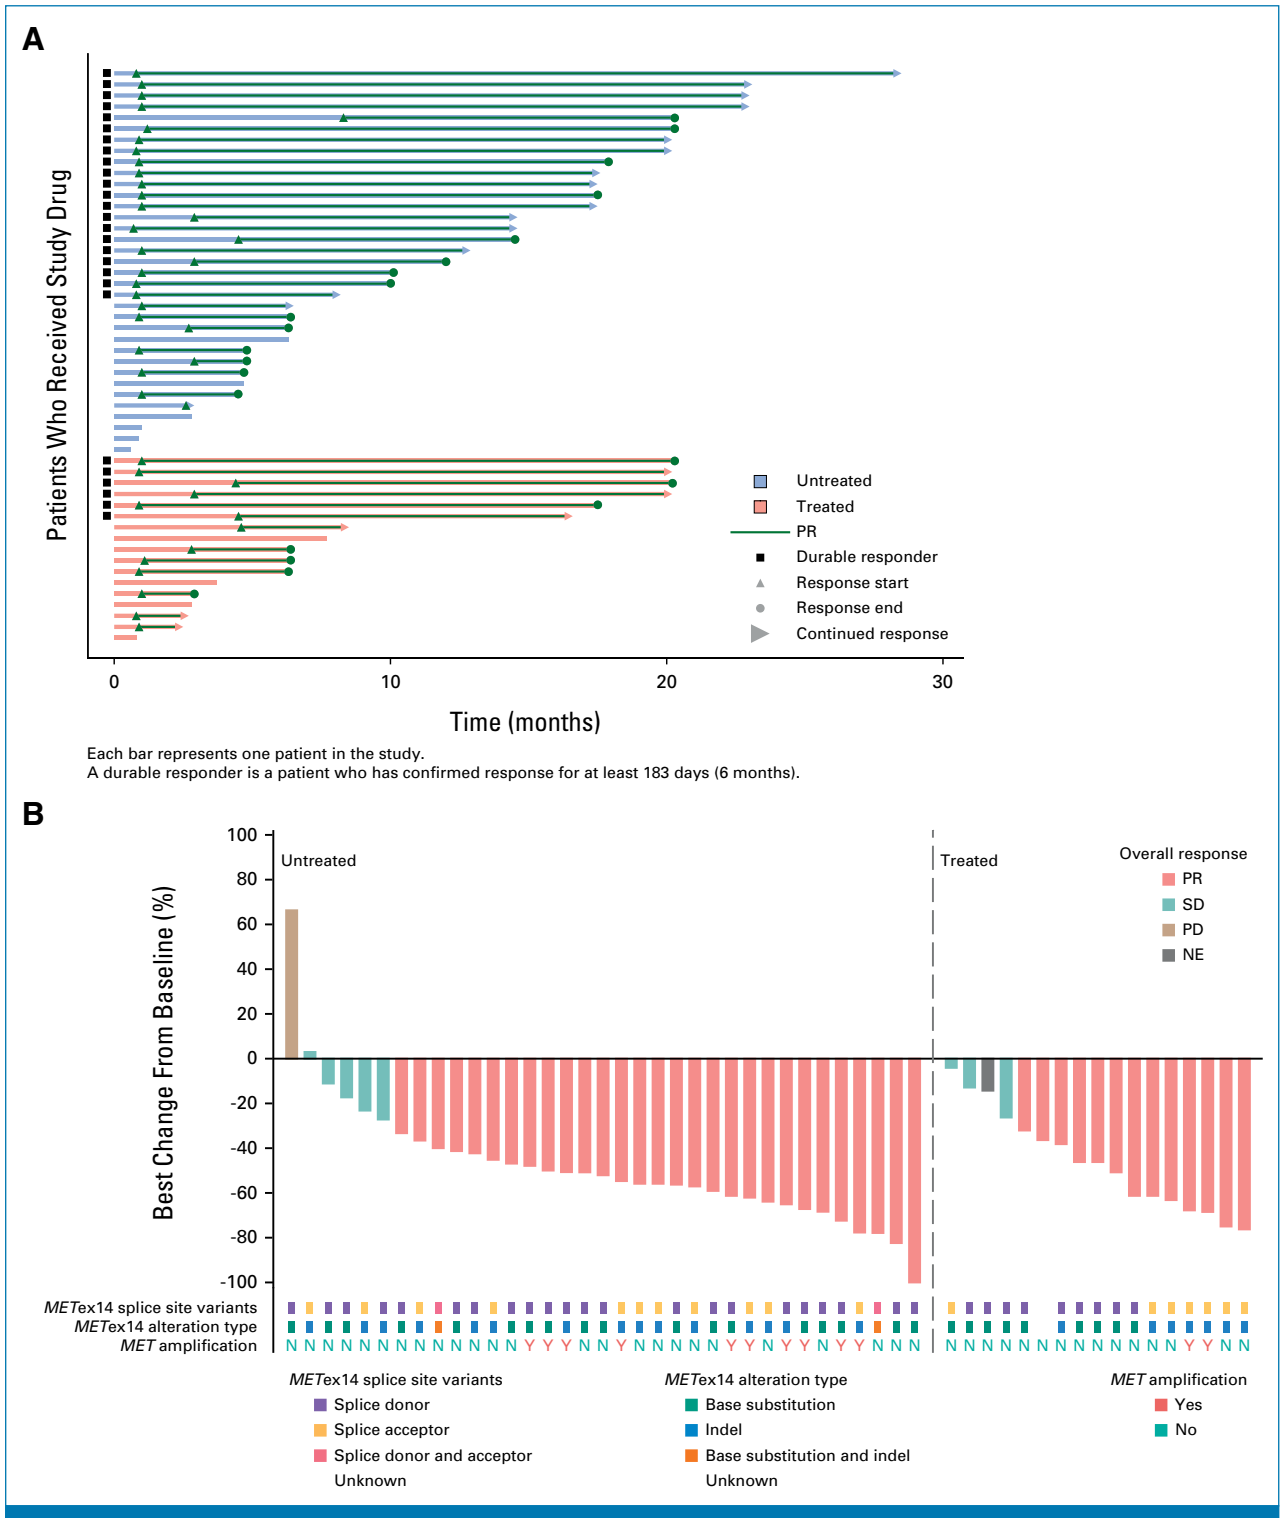 A
Patients Who Received Study Drug
Untreated
Treated
PR
Durable responder
Response start
Response end
Continued response
0 10 20 30
Time (months)
Each bar represents one patient in the study.
A durable responder is a patient who has confirmed response for at least 183 days (6 months).
B
Best Change From Baseline (%)
100
80
60
40
20
0
-20
-40
-60
-80
-100
Untreated
Treated
Overall response
PR
SD
PD
NE
METex14 splice site variants
METex14 alteration type
MET amplification N N N N N N N N N N N N N Y Y Y N N Y N N N N N Y Y N Y Y N Y Y N N N N N N N N N N N N N N N N Y Y N N
METex14 splice site variants
Splice donor
Splice acceptor
Splice donor and acceptor
Unknown
METex14 alteration type
Base substitution
Indel
Base substitution and indel
Unknown
MET amplification
Yes
No